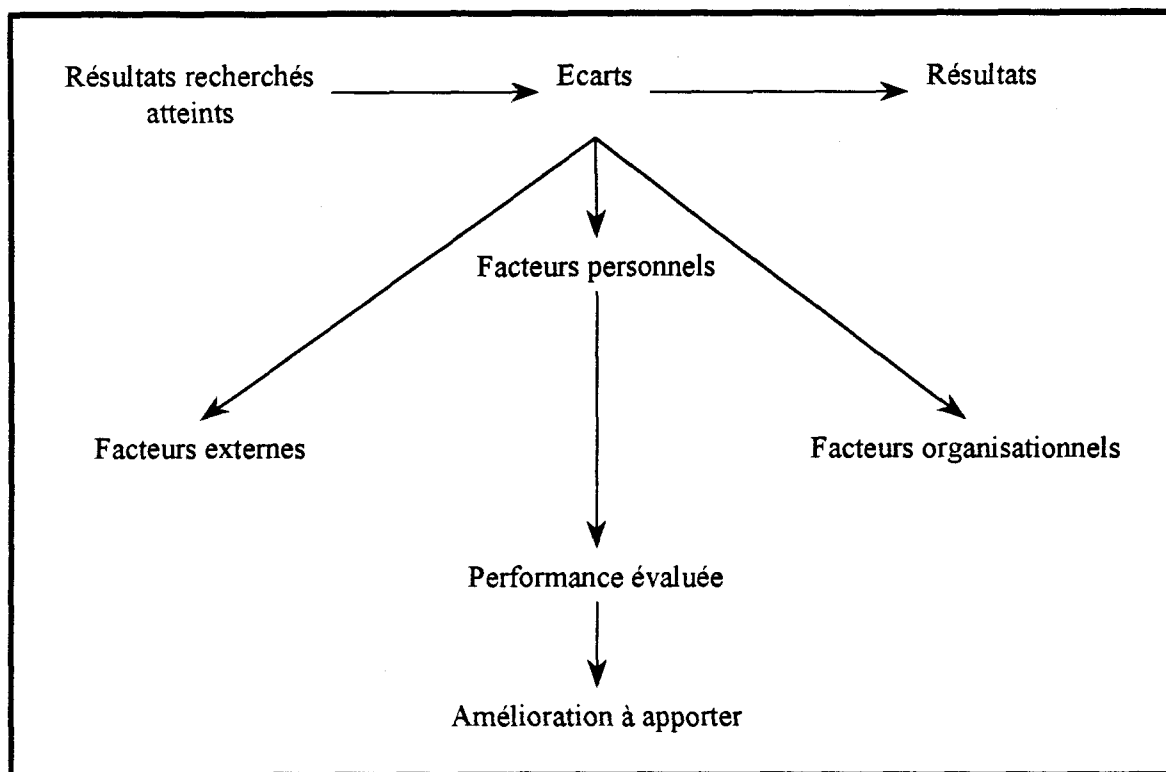 Résultats recherchés
atteints
Ecarts
Résultats
Facteurs personnels
Facteurs externes
Facteurs organisationnels
Performance évaluée
Amélioration à apporter